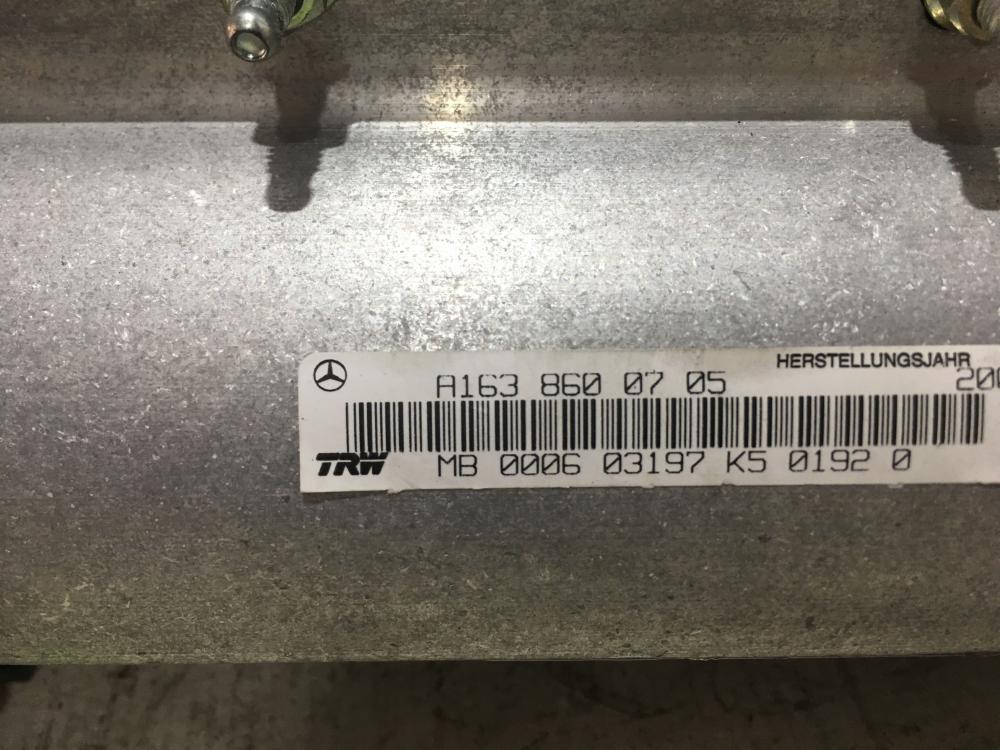 HERSTELLUNGSJAHR
A163 860 07 05
TRW MB 0006 03197 K5 0192 0